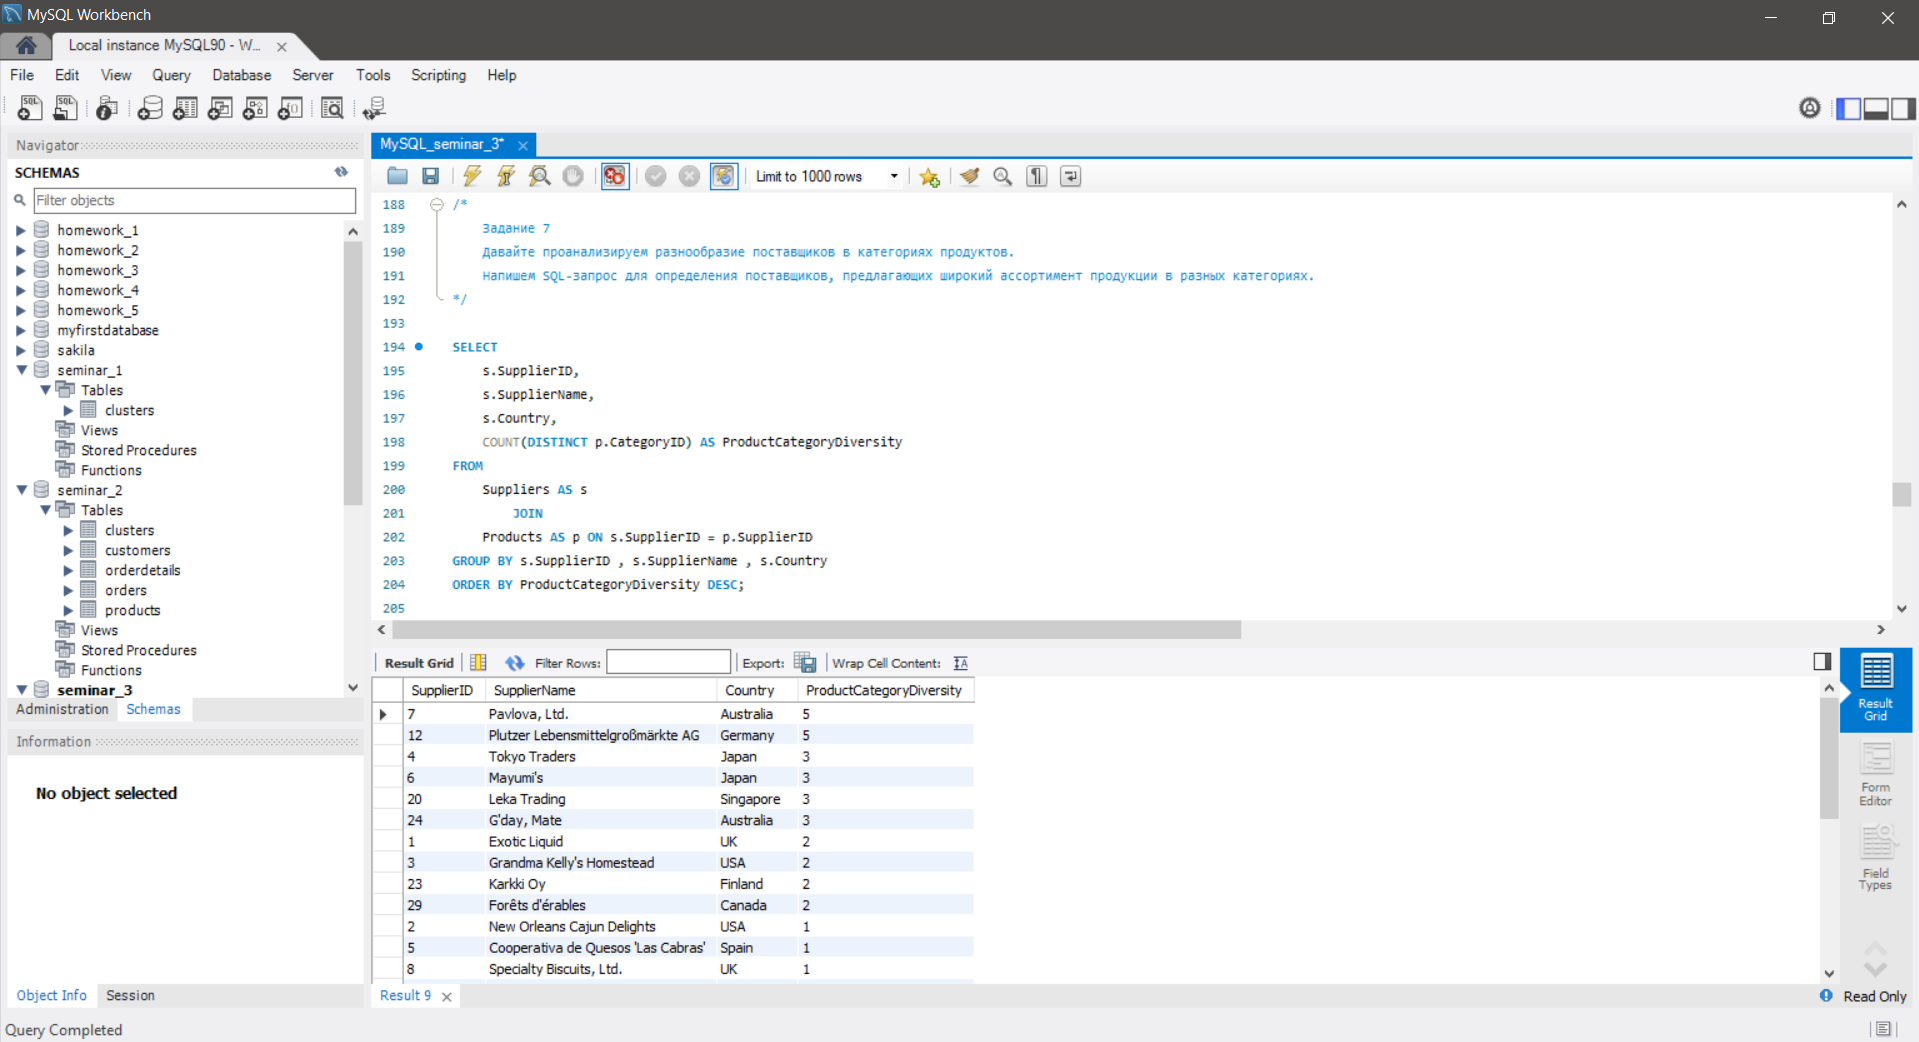 MySQL Workbench
Local instance MySQL90 - W...
File Edit View Query Database Server Tools Scripting Help
Navigator
SCHEMAS
Filter objects
homework_1
homework_2
homework_3
homework_4
homework_5
myfirstdatabase
sakila
seminar_1
Tables
clusters
Views
Stored Procedures
Functions
seminar_2
Tables
clusters
customers
orderdetails
orders
products
Views
Stored Procedures
Functions
seminar_3
Administration Schemas
Information
No object selected
Object Info Session
Query Completed
MySQL_seminar_3*
Limit to 1000 rows
188 /*
189 Задание 7
190 Давайте проанализируем разнообразие поставщиков в категориях продуктов.
191 Напишем SQL-запрос для определения поставщиков, предлагающих широкий ассортимент продукции в разных категориях.
192 */
193
194 SELECT
195 s.SupplierID,
196 s.SupplierName,
197 s.Country,
198 COUNT(DISTINCT p.CategoryID) AS ProductCategoryDiversity
199 FROM
200 Suppliers AS s
201 JOIN
202 Products AS p ON s.SupplierID = p.SupplierID
203 GROUP BY s.SupplierID , s.SupplierName , s.Country
204 ORDER BY ProductCategoryDiversity DESC;
205
Result Grid Filter Rows: Export: Wrap Cell Content:
SupplierID SupplierName Country ProductCategoryDiversity
7 Pavlova, Ltd. Australia 5
12 Plutzer Lebensmittelgroßmärkte AG Germany 5
4 Tokyo Traders Japan 3
6 Mayumi's Japan 3
20 Leka Trading Singapore 3
24 G'day, Mate Australia 3
1 Exotic Liquid UK 2
3 Grandma Kelly's Homestead USA 2
23 Karkki Oy Finland 2
29 Forêts d'érables Canada 2
2 New Orleans Cajun Delights USA 1
5 Cooperativa de Quesos 'Las Cabras' Spain 1
8 Specialty Biscuits, Ltd. UK 1
Result 9
Result
Grid
Form
Editor
Field
Types
Read Only